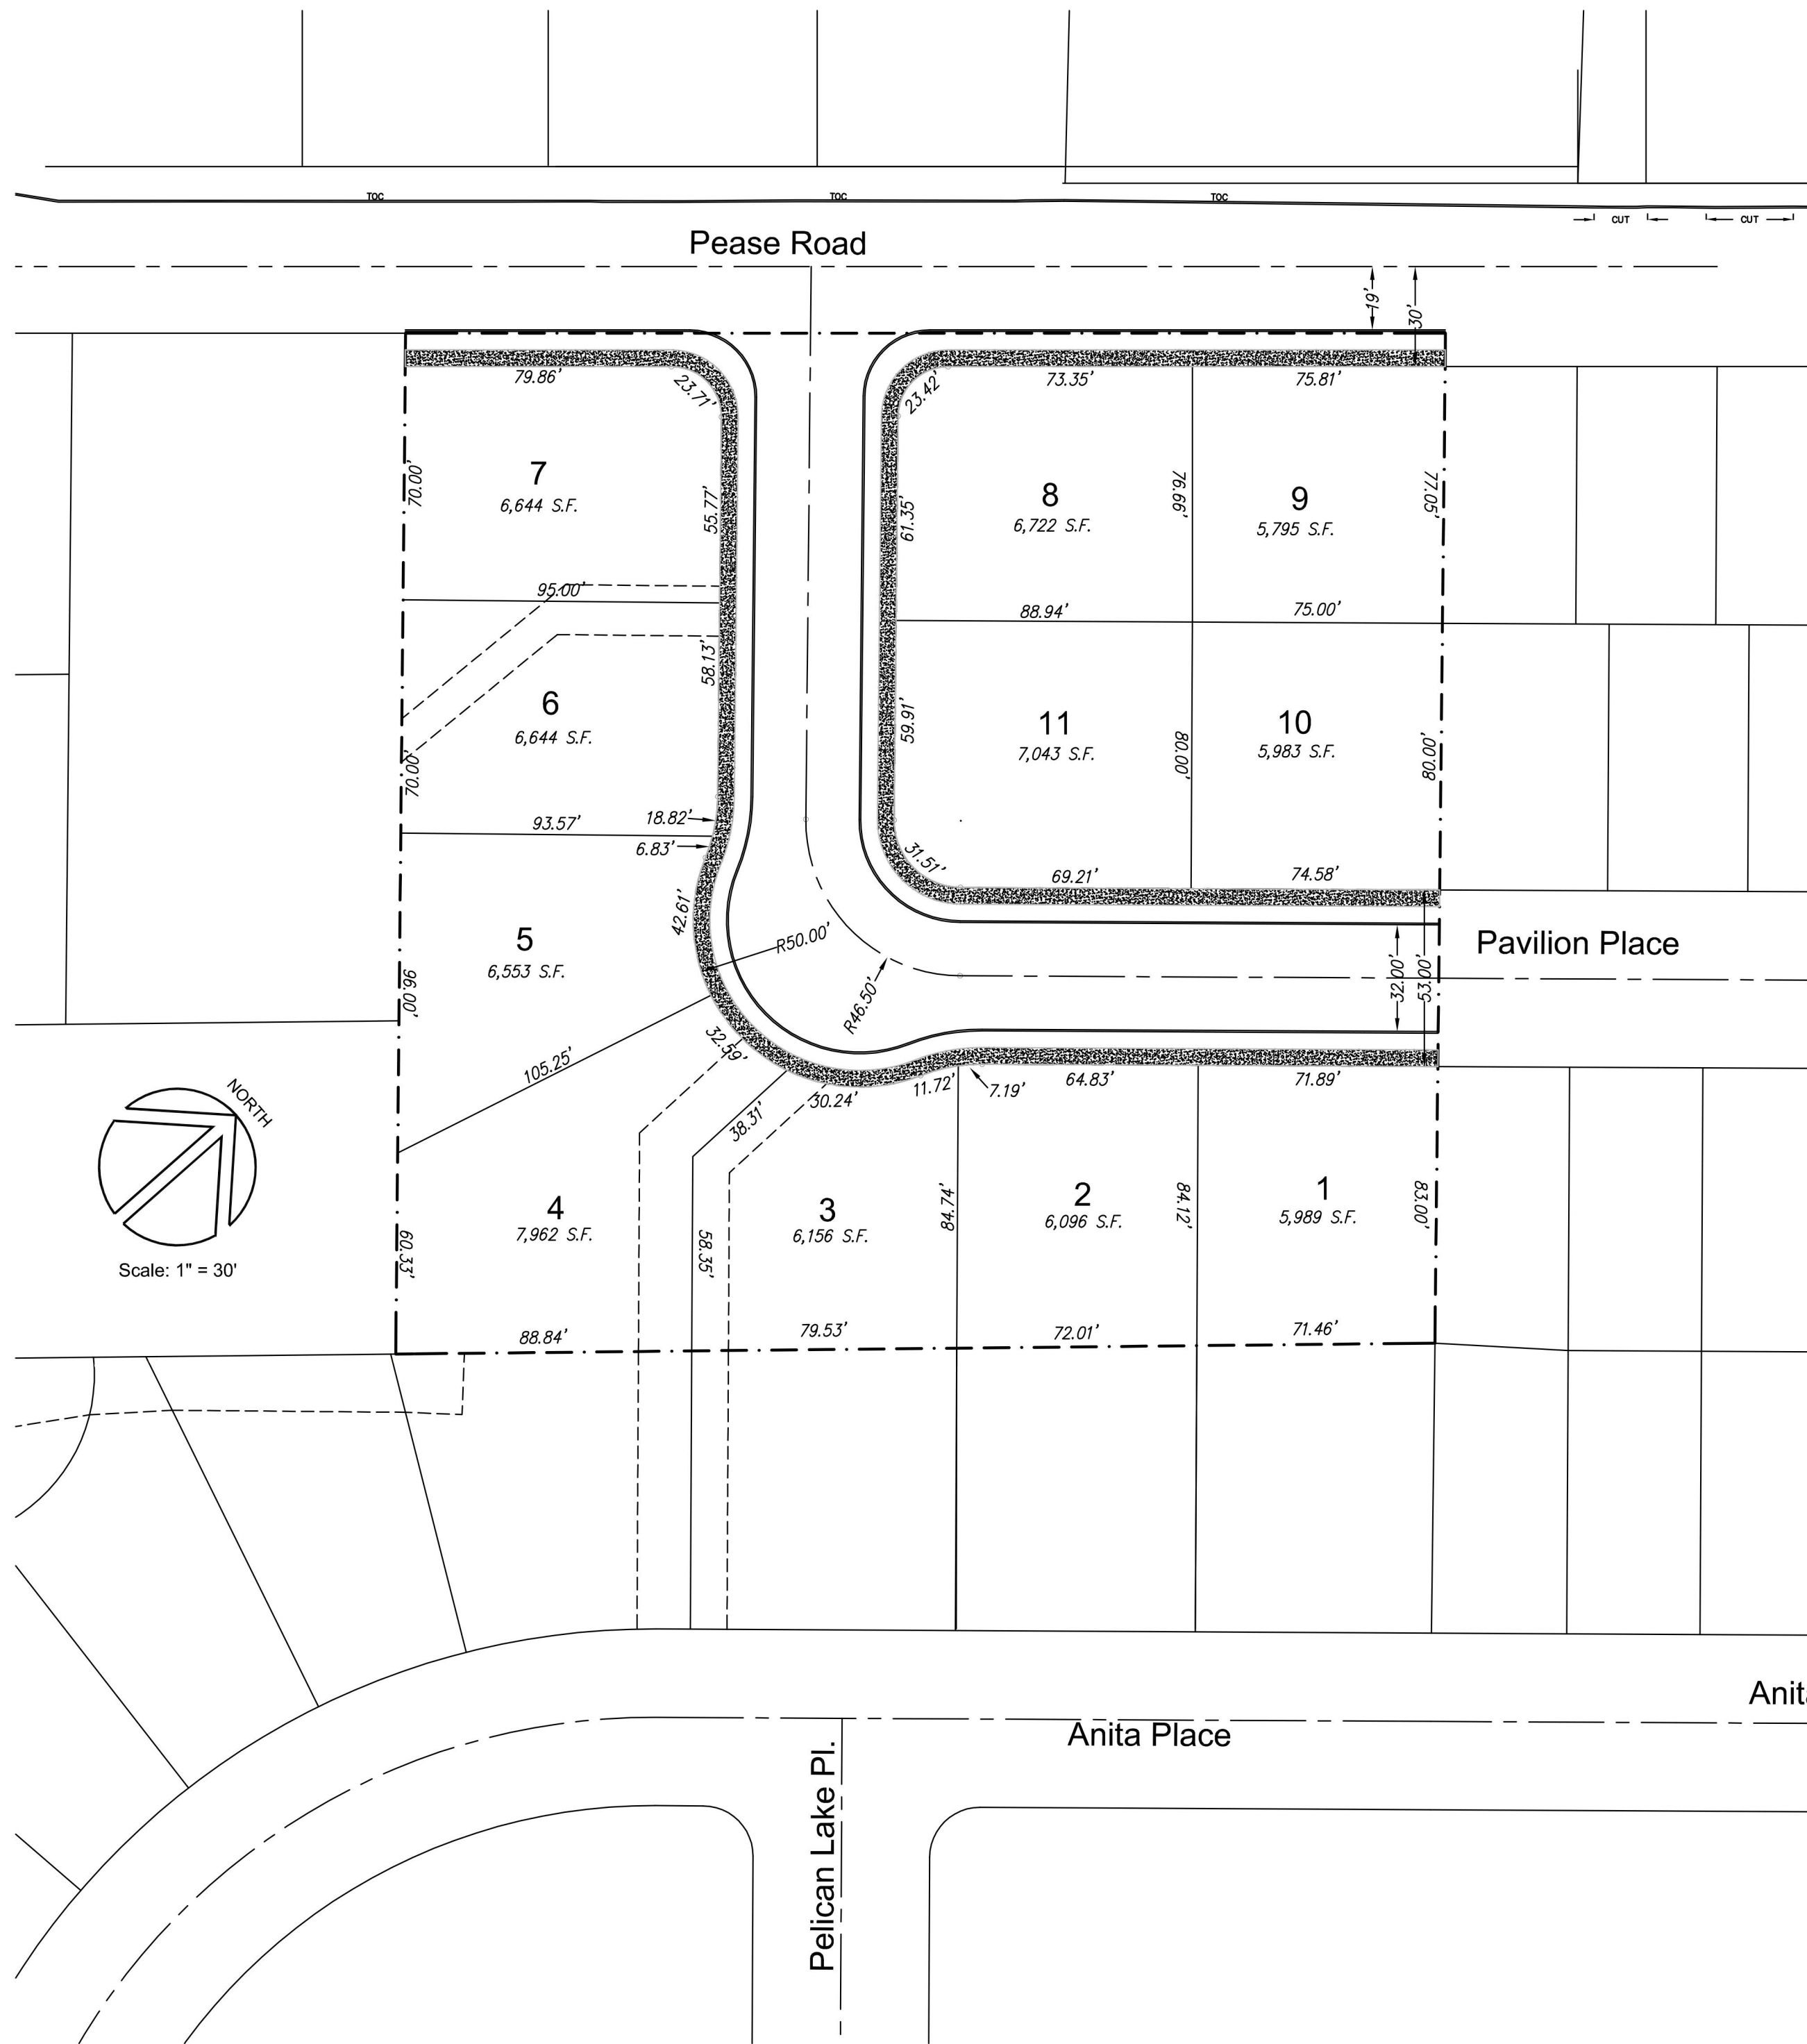 TOC
TOC
TOC
CUT
CUT
Pease Road
19'
30'
79.86'
23.71'
23.42'
73.35'
75.81'
7
6,644 S.F.
70.00'
55.77'
61.35'
8
6,722 S.F.
76.66'
9
5,795 S.F.
77.05'
95.00'
88.94'
75.00'
58.13'
6
6,644 S.F.
70.00'
59.91'
11
7,043 S.F.
80.00'
10
5,983 S.F.
80.00'
93.57'
18.82'
6.83'
31.51'
69.21'
74.58'
42.61'
5
6,553 S.F.
96.00'
R50.00'
R46.50'
32.00'
53.00'
Pavilion Place
105.25'
32.59'
38.31'
30.24'
11.72'
7.19'
64.83'
71.89'
NORTH
Scale: 1" = 30'
60.33'
4
7,962 S.F.
58.35'
3
6,156 S.F.
84.74'
2
6,096 S.F.
84.12'
1
5,989 S.F.
83.00'
88.84'
79.53'
72.01'
71.46'
Anit
Anita Place
Pelican Lake Pl.